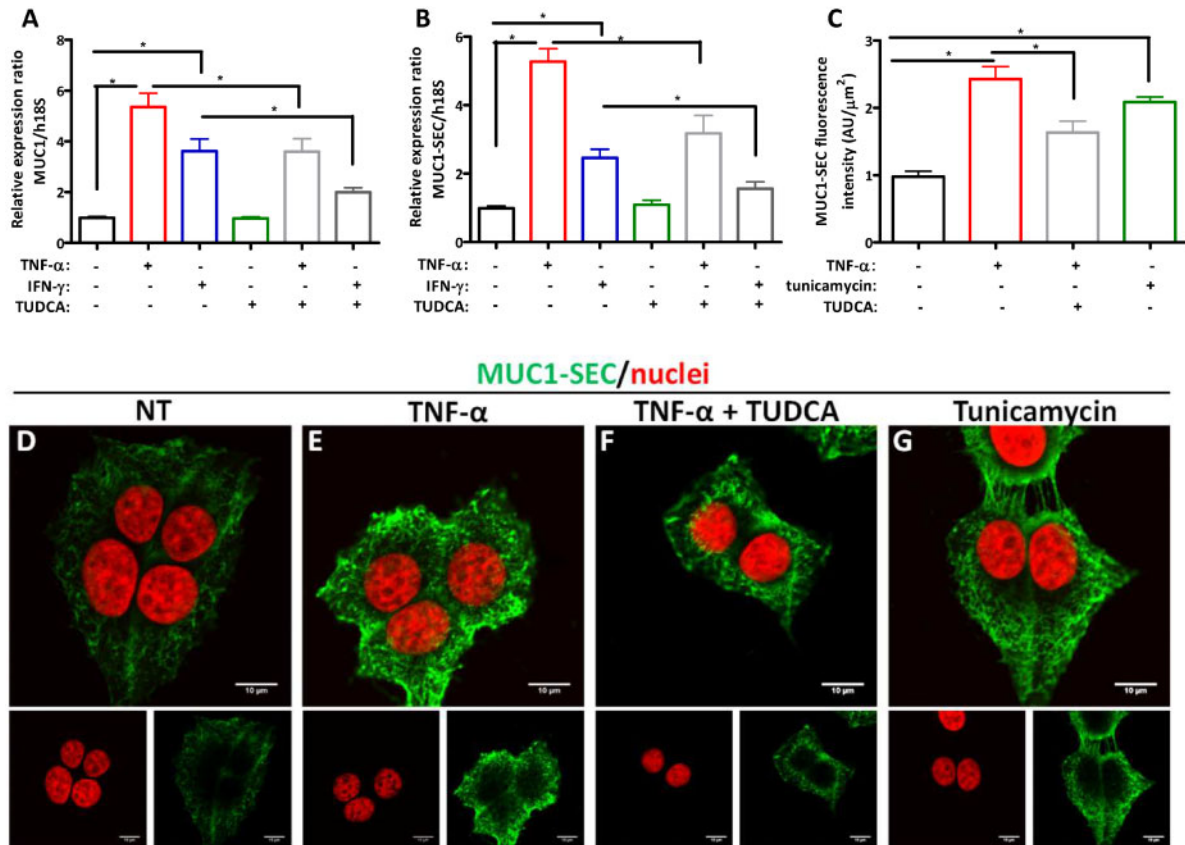 A
Relative expression ratio
MUC1/h18S
8
6
4
2
0
*
*
*
*
TNF-α: - + - - + -
IFN-γ: - - + - - +
TUDCA: - - - + + +
B
Relative expression ratio
MUC1-SEC/h18S
6
4
2
0
*
*
*
*
TNF-α: - + - - + -
IFN-γ: - - + - - +
TUDCA: - - - + + +
C
MUC1-SEC fluorescence
intensity (AU/μm²)
3
2
1
0
*
*
*
TNF-α: - + + -
tunicamycin: - - - +
TUDCA: - - + -
MUC1-SEC/nuclei
NT TNF-α TNF-α + TUDCA Tunicamycin
D E F G
10 μm 10 μm 10 μm 10 μm